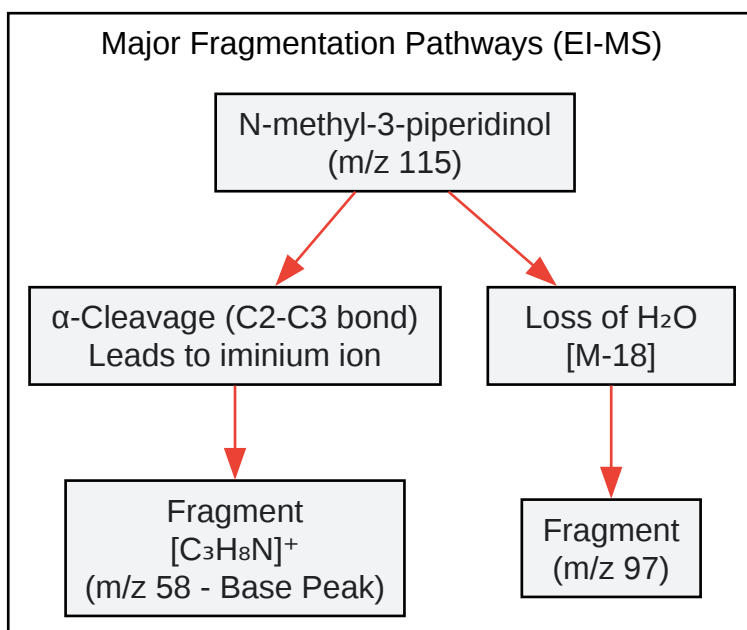 Major Fragmentation Pathways (EI-MS)
N-methyl-3-piperidinol
(m/z 115)
α-Cleavage (C2-C3 bond)
Leads to iminium ion
Loss of H₂O
[M-18]
Fragment
[C₃H₈N]⁺
(m/z 58 - Base Peak)
Fragment
(m/z 97)